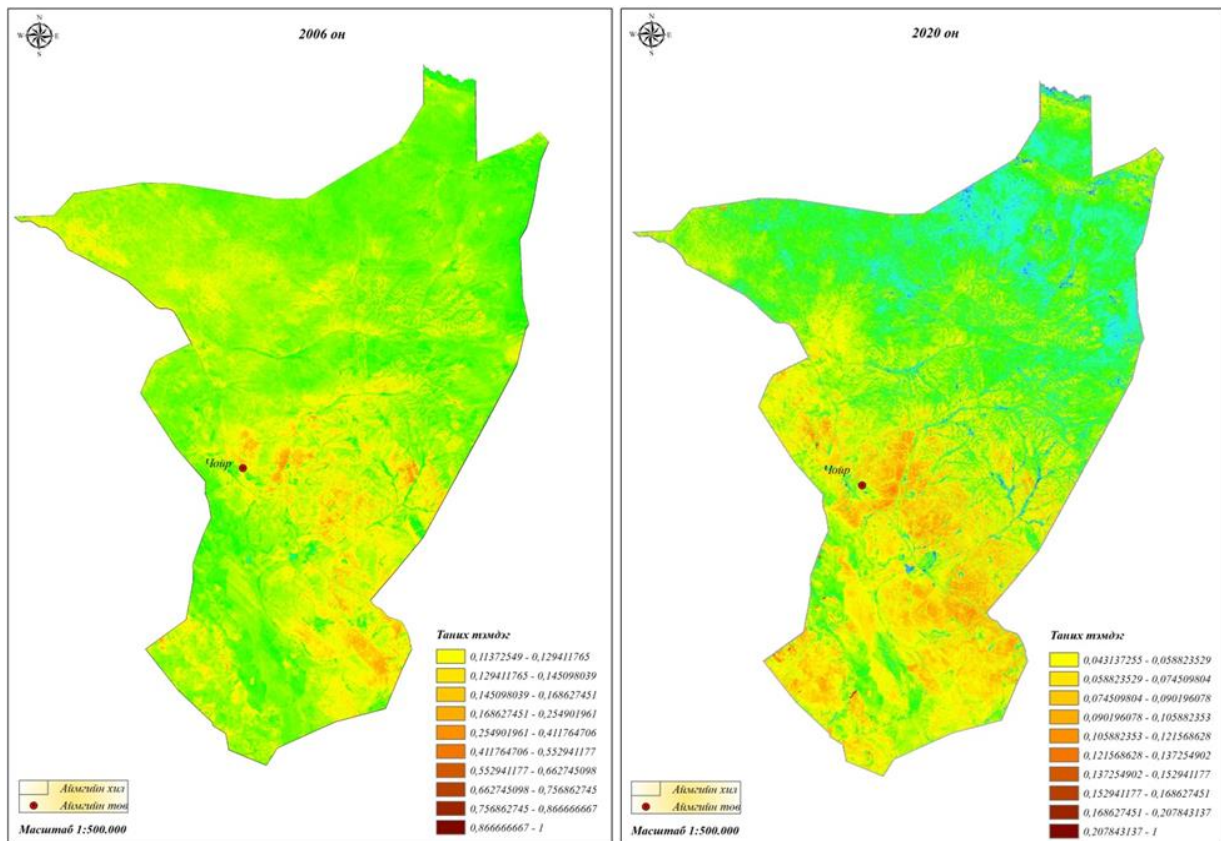 N
W E
S
2006 он
Чойр
Таних тэмдэг
0,11372549 - 0,129411765
0,129411765 - 0,145098039
0,145098039 - 0,168627451
0,168627451 - 0,254901961
0,254901961 - 0,411764706
0,411764706 - 0,552941177
0,552941177 - 0,662745098
0,662745098 - 0,756862745
0,756862745 - 0,866666667
0,866666667 - 1
Аймгийн хил
Аймгийн төв
Масштаб 1:500.000
N
W E
S
2020 он
Чойр
Таних тэмдэг
0,043137255 - 0,058823529
0,058823529 - 0,074509804
0,074509804 - 0,090196078
0,090196078 - 0,105882353
0,105882353 - 0,121568628
0,121568628 - 0,137254902
0,137254902 - 0,152941177
0,152941177 - 0,168627451
0,168627451 - 0,207843137
0,207843137 - 1
Аймгийн хил
Аймгийн төв
Масштаб 1:500.000